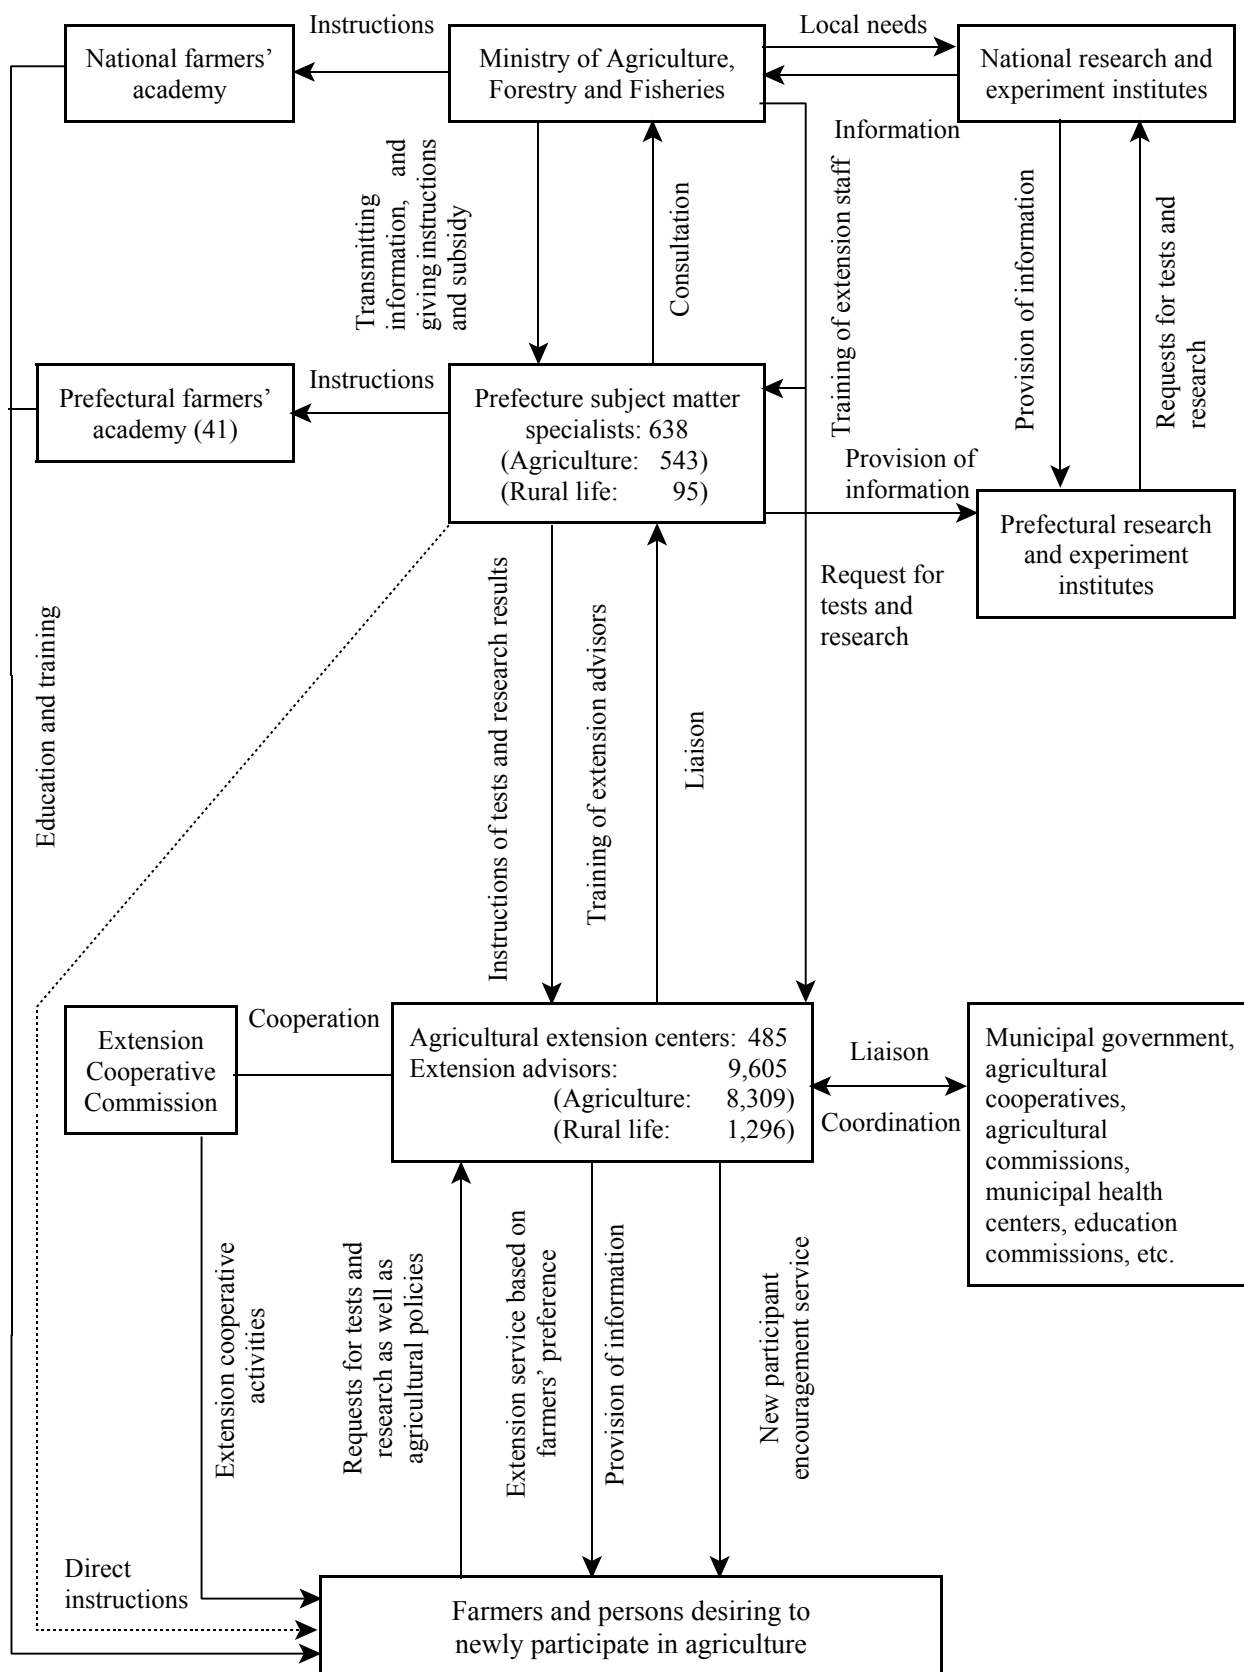 Instructions
Local needs
National farmers'
academy
Ministry of Agriculture,
Forestry and Fisheries
National research and
experiment institutes
Information
Transmitting
information, and
giving instructions
and subsidy
Consultation
Training of extension staff
Provision of information
Requests for tests and
research
Prefectural farmers'
academy (41)
Instructions
Prefecture subject matter
specialists: 638
(Agriculture: 543)
(Rural life: 95)
Provision of
information
Prefectural research
and experiment
institutes
Request for
tests and
research
Education and training
Instructions of tests and research results
Training of extension advisors
Liaison
Extension
Cooperative
Commission
Cooperation
Agricultural extension centers: 485
Extension advisors: 9,605
(Agriculture: 8,309)
(Rural life: 1,296)
Liaison
Coordination
Municipal government,
agricultural
cooperatives,
agricultural
commissions,
municipal health
centers, education
commissions, etc.
Extension cooperative
activities
Requests for tests and
research as well as
agricultural policies
Extension service based on
farmers' preference
Provision of information
New participant
encouragement service
Direct
instructions
Farmers and persons desiring to
newly participate in agriculture